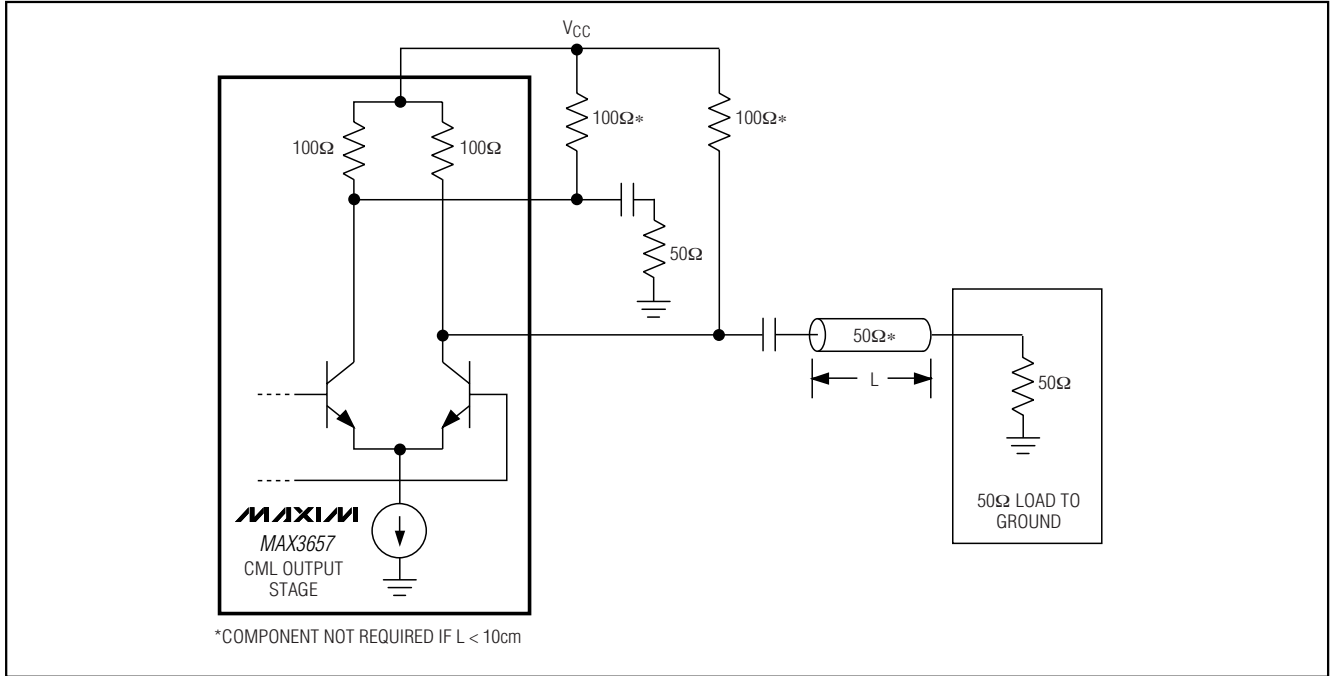 VCC
100Ω
100Ω
100Ω*
100Ω*
50Ω
50Ω*
L
50Ω
50Ω LOAD TO
GROUND
MAXIM
MAX3657
CML OUTPUT
STAGE
*COMPONENT NOT REQUIRED IF L < 10cm